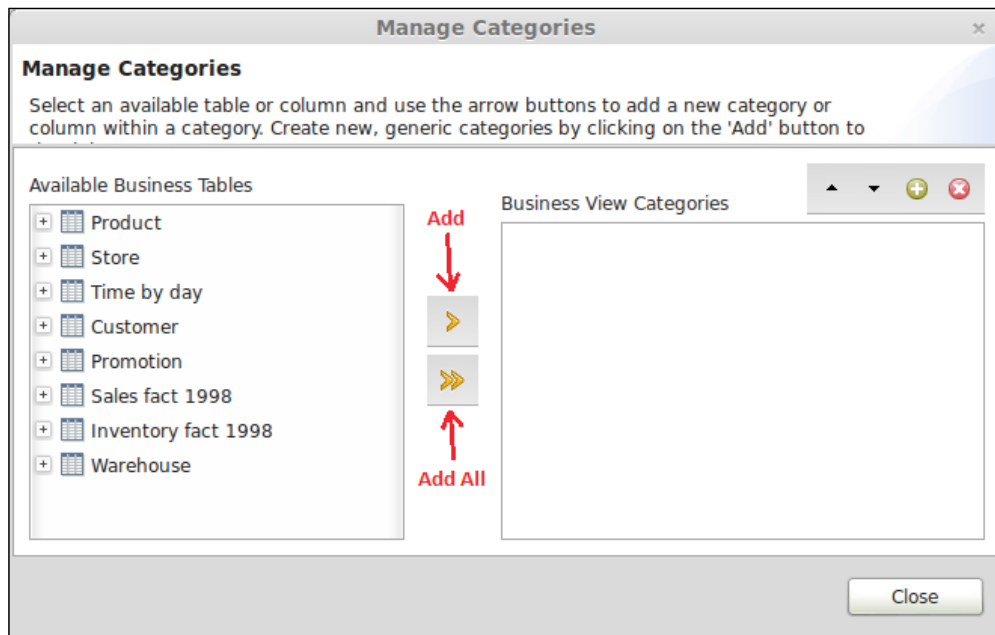 Manage Categories
Manage Categories
Select an available table or column and use the arrow buttons to add a new category or
column within a category. Create new, generic categories by clicking on the 'Add' button to
Available Business Tables
Business View Categories
Product
Store
Time by day
Customer
Promotion
Sales fact 1998
Inventory fact 1998
Warehouse
Add
Add All
Close